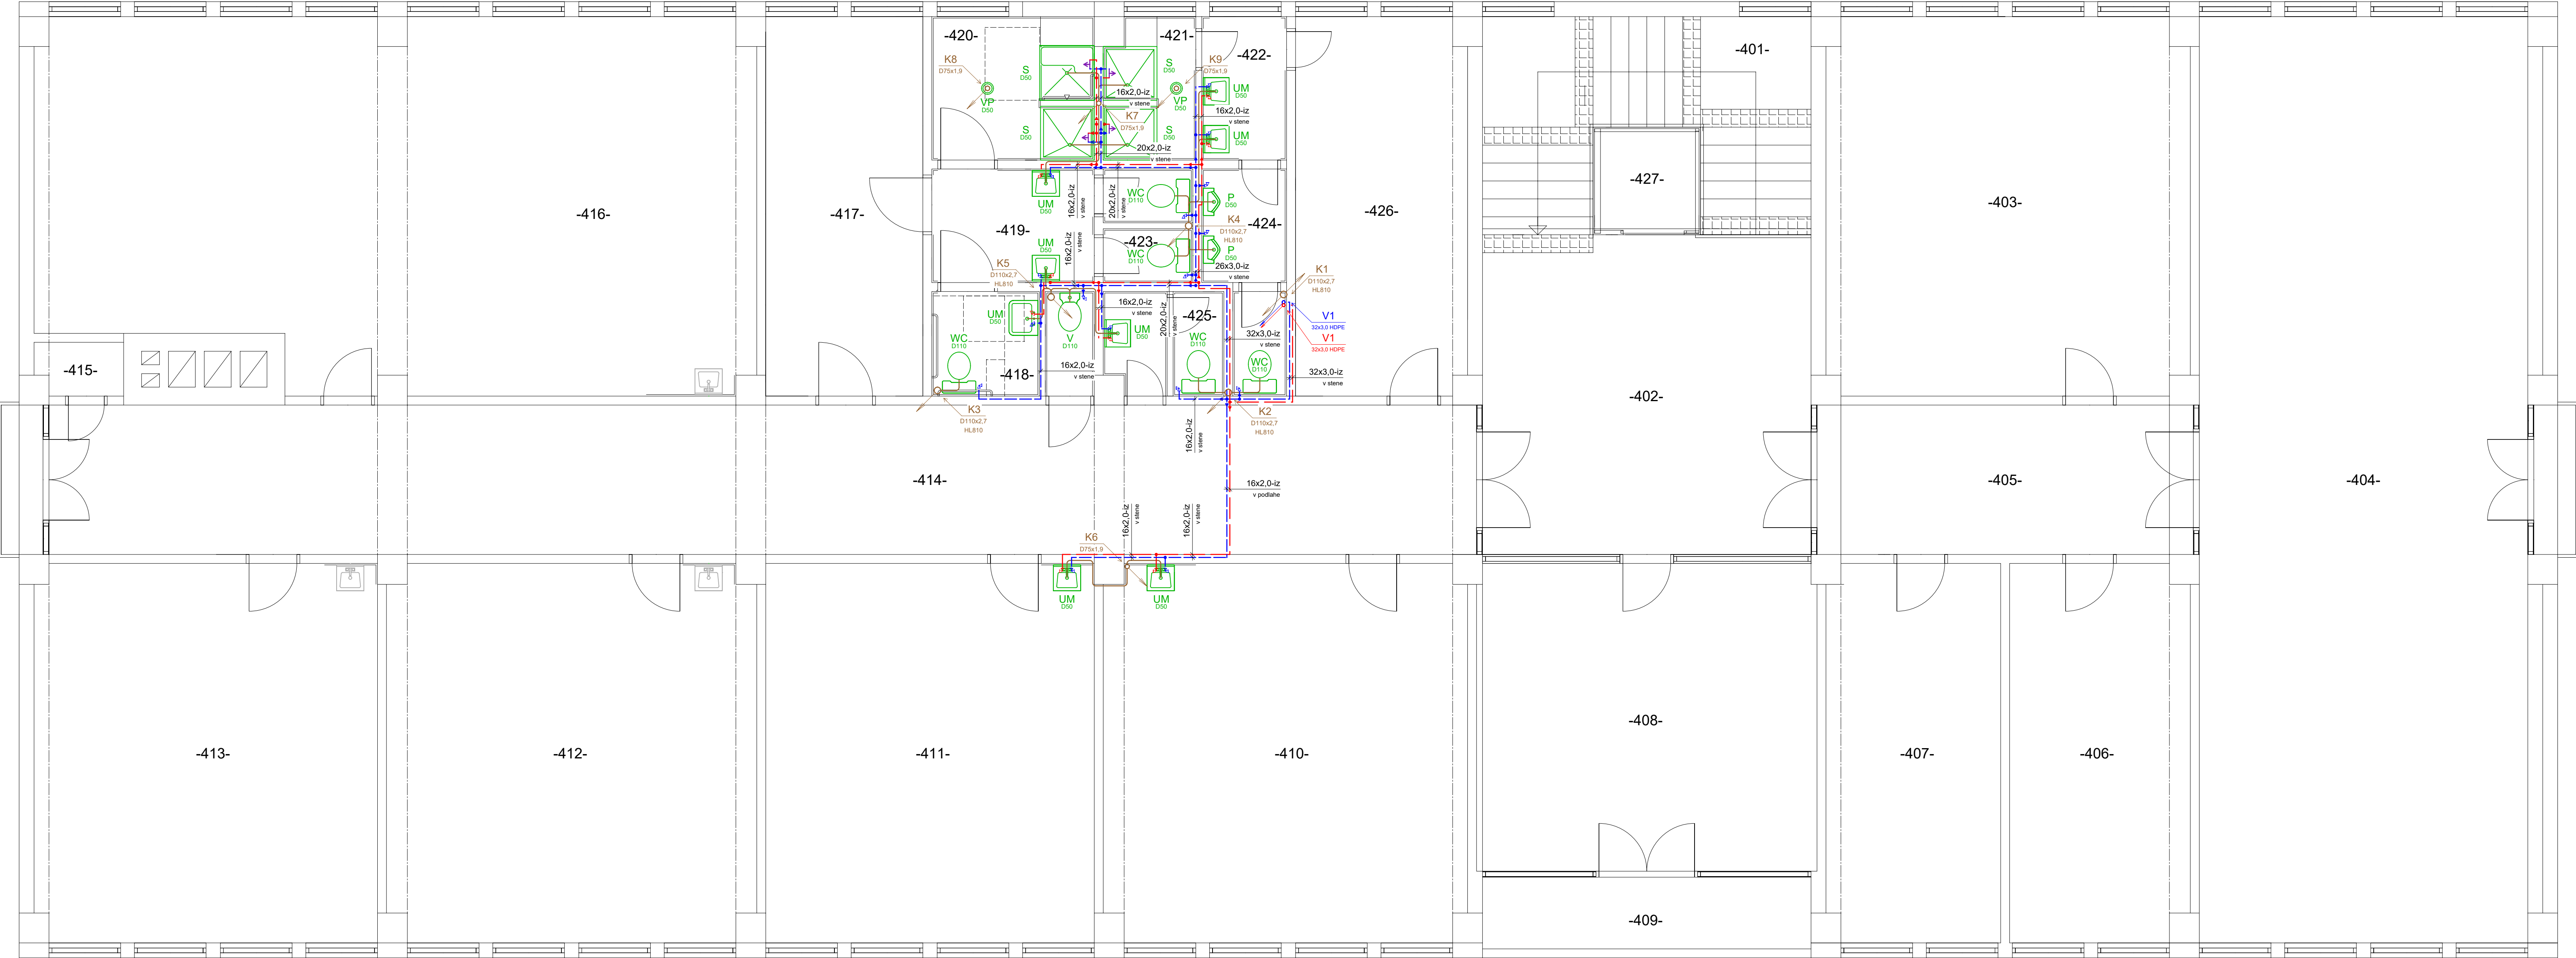 -420-
-421-
-422-
-401-
K8
D75x1,9
S
D50
S
D50
K9
D75x1,9
VP
D50
VP
D50
UM
D50
16x2,0-iz
v stene
16x2,0-iz
v stene
K7
D75x1,9
S
D50
S
D50
UM
D50
20x2,0-iz
v stene
-416-
-417-
-419-
UM
D50
16x2,0-iz
v stene
20x2,0-iz
v stene
WC
D110
P
D50
K4
D110x2,7
HL810
-424-
-426-
-427-
-403-
UM
D50
16x2,0-iz
v stene
-423-
WC
D110
P
D50
26x3,0-iz
v stene
K5
D110x2,7
HL810
K1
D110x2,7
HL810
UM
D50
16x2,0-iz
v stene
20x2,0-iz
v stene
-425-
V1
32x3,0 HDPE
V1
32x3,0 HDPE
WC
D110
V
D110
UM
D50
WC
D110
32x3,0-iz
v stene
WC
D110
-415-
-418-
16x2,0-iz
v stene
32x3,0-iz
v stene
-402-
K3
D110x2,7
HL810
K2
D110x2,7
HL810
16x2,0-iz
v stene
-414-
16x2,0-iz
v podlahe
-405-
-404-
16x2,0-iz
v stene
16x2,0-iz
v stene
K6
D75x1,9
UM
D50
UM
D50
-413-
-412-
-411-
-410-
-408-
-407-
-406-
-409-